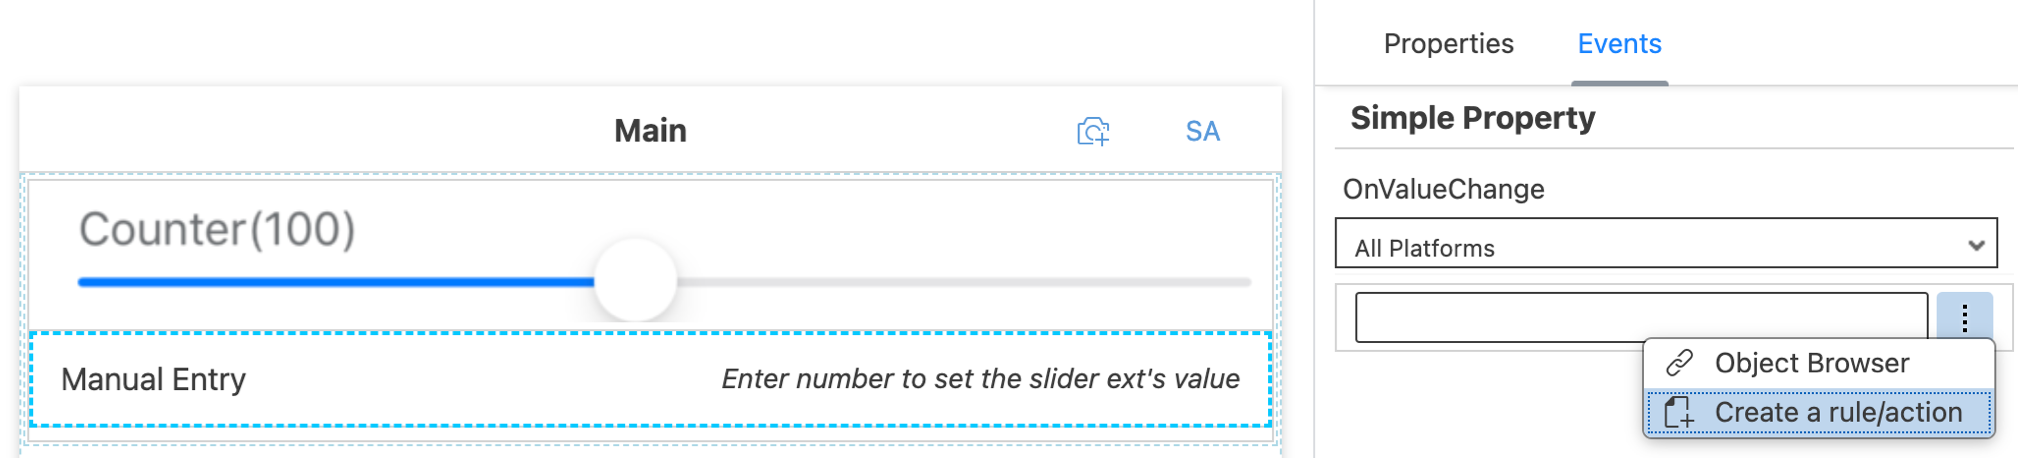 Properties
Events
Main
SA
Simple Property
OnValueChange
All Platforms
Counter(100)
Manual Entry
Enter number to set the slider ext's value
Object Browser
Create a rule/action